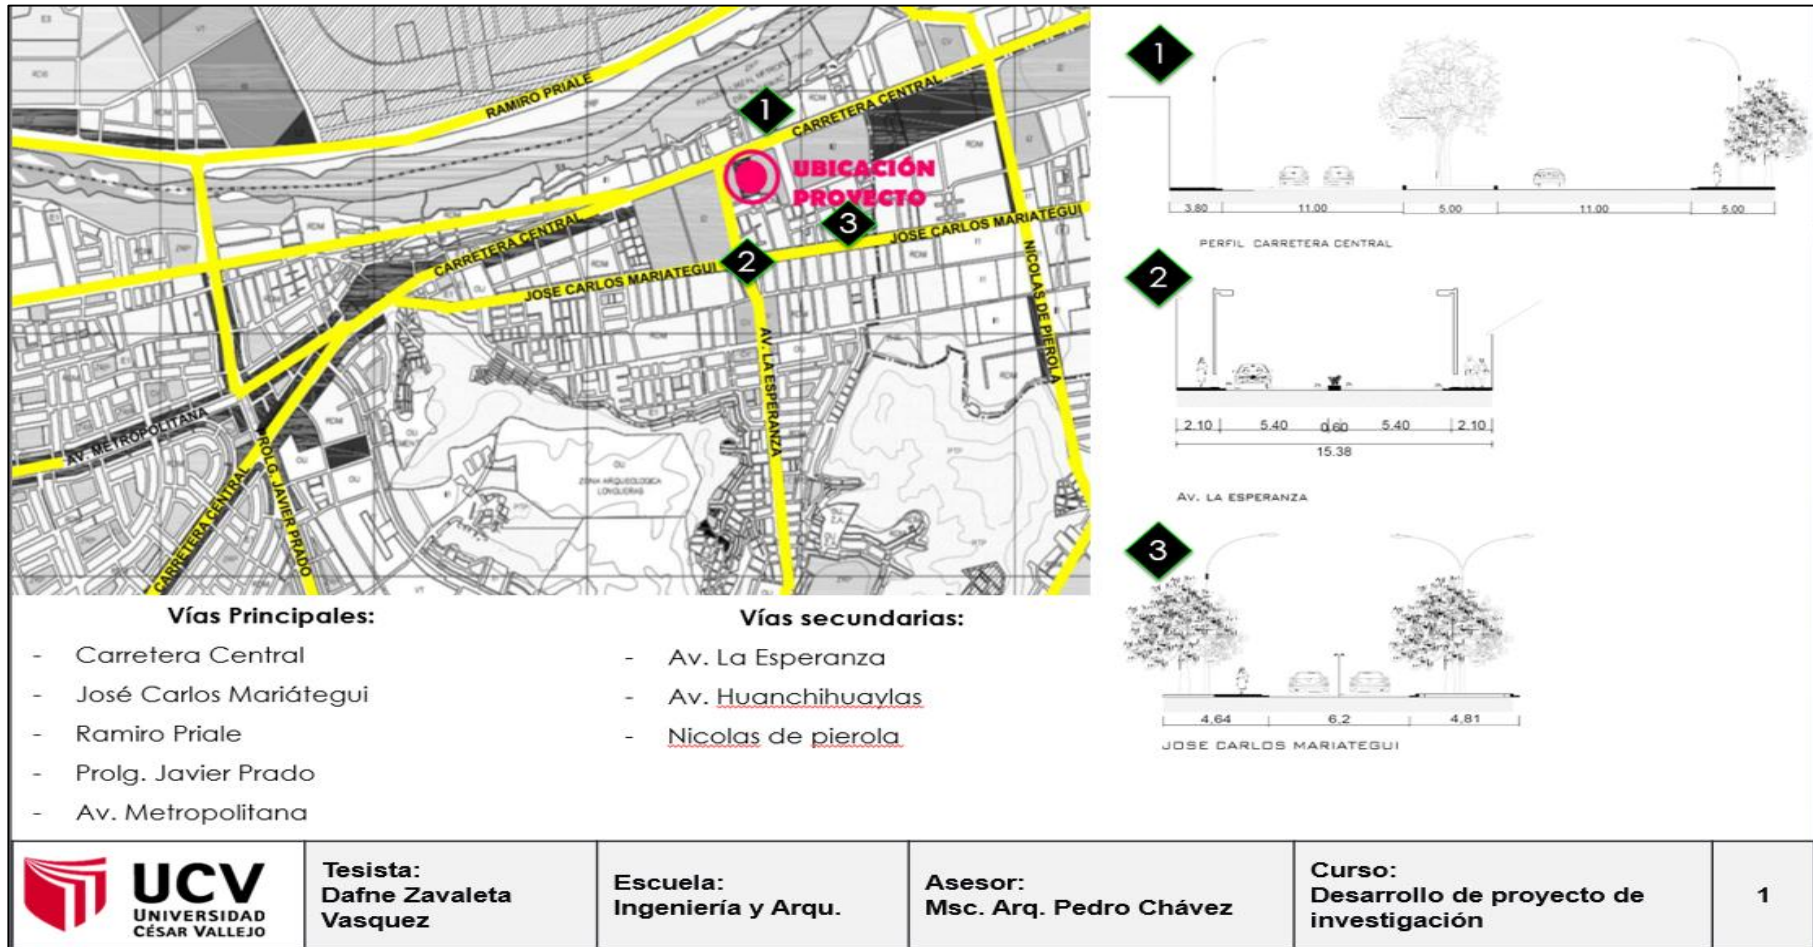 RAMIRO PRIALE
1
CARRETERA CENTRAL
UBICACIÓN
PROYECTO
3
JOSE CARLOS MARIATEGUI
CARRETERA CENTRAL
2
JOSE CARLOS MARIATEGUI
NICOLAS DE PIEROLA
AV. LA ESPERANZA
AV. METROPOLITANA
PROLG. JAVIER PRADO
CARRETERA CENTRAL
ZONA ARQUEOLOGICA
OU
PTP
RDM
1
3.80 11.00 5.00 11.00 5.00
PERFIL CARRETERA CENTRAL
2
2.10 5.40 0.60 5.40 2.10
15.38
AV. LA ESPERANZA
3
4,64 6,2 4,81
JOSE CARLOS MARIATEGUI
Vías Principales:
- Carretera Central
- José Carlos Mariátegui
- Ramiro Priale
- Prolg. Javier Prado
- Av. Metropolitana
Vías secundarias:
- Av. La Esperanza
- Av. Huanchihuaylas
- Nicolas de pierola
UCV
UNIVERSIDAD
CÉSAR VALLEJO
Tesista:
Dafne Zavaleta
Vasquez
Escuela:
Ingeniería y Arqu.
Asesor:
Msc. Arq. Pedro Chávez
Curso:
Desarrollo de proyecto de
investigación
1